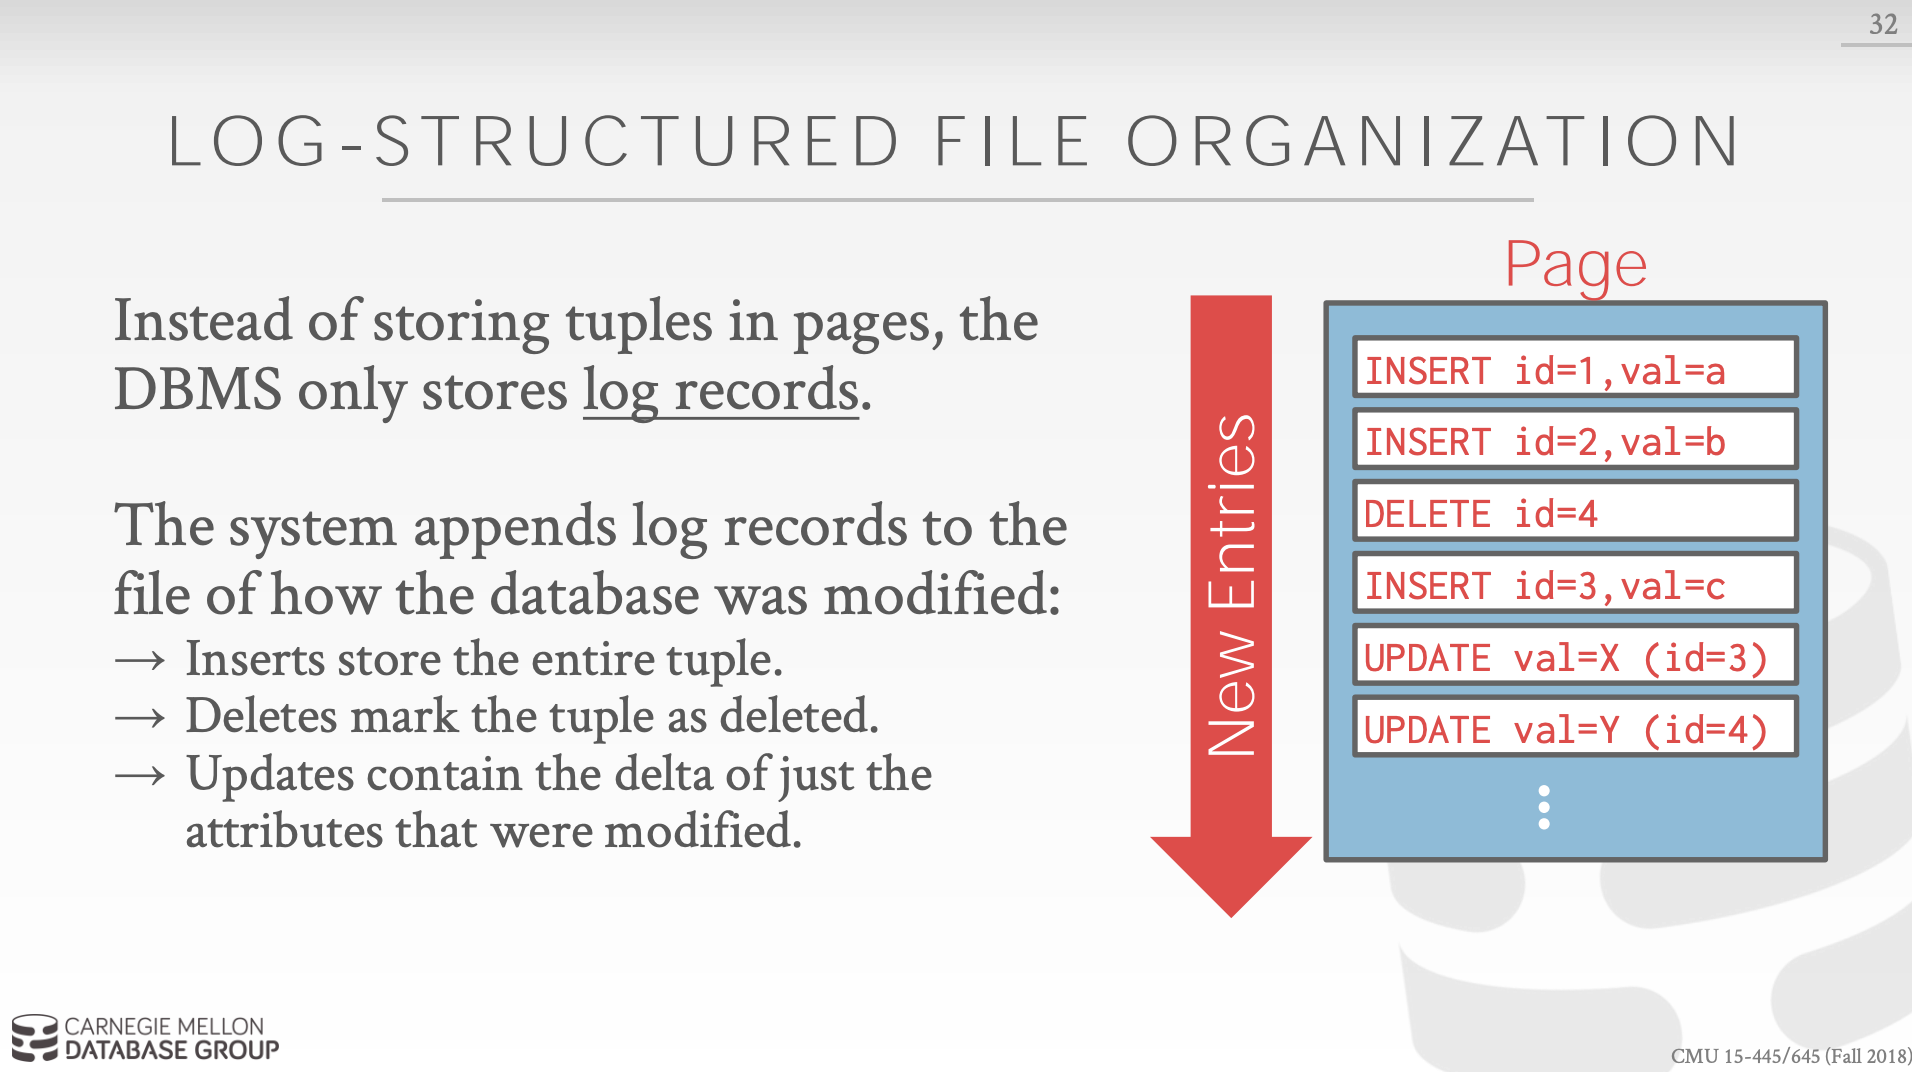 32
LOG-STRUCTURED FILE ORGANIZATION
Instead of storing tuples in pages, the
DBMS only stores log records.
The system appends log records to the
file of how the database was modified:
→ Inserts store the entire tuple.
→ Deletes mark the tuple as deleted.
→ Updates contain the delta of just the
attributes that were modified.
New Entries
Page
INSERT id=1,val=a
INSERT id=2,val=b
DELETE id=4
INSERT id=3,val=c
UPDATE val=X (id=3)
UPDATE val=Y (id=4)
CARNEGIE MELLON
DATABASE GROUP
CMU 15-445/645 (Fall 2018)